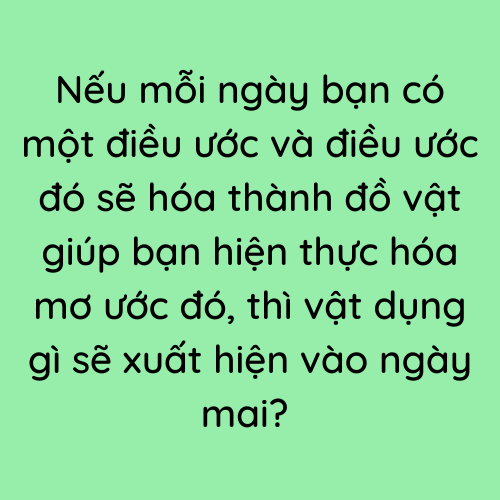 Nếu mỗi ngày bạn có
một điều ước và điều ước
đó sẽ hóa thành đồ vật
giúp bạn hiện thực hóa
mơ ước đó, thì vật dụng
gì sẽ xuất hiện vào ngày
mai?